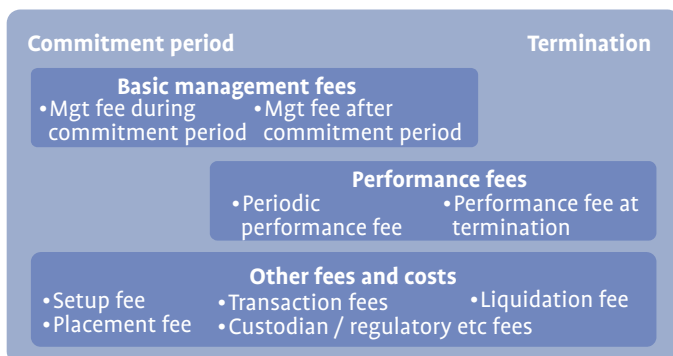 Commitment period Termination
Basic management fees
•Mgt fee during •Mgt fee after
commitment period commitment period
Performance fees
•Periodic •Performance fee at
performance fee termination
Other fees and costs
•Setup fee •Transaction fees •Liquidation fee
•Placement fee •Custodian / regulatory etc fees